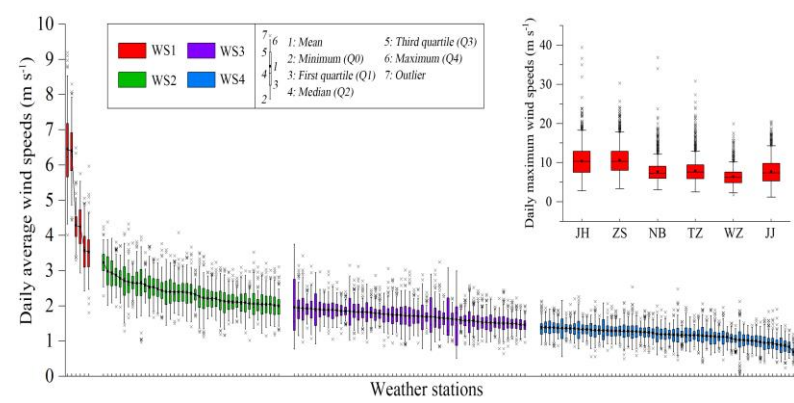 10
9
8
7
6
5
4
3
2
1
0
Daily average wind speeds (m s⁻¹)
WS1
WS2
WS3
WS4
7
6
5
4
1
3
2
1: Mean
2: Minimum (Q0)
3: First quartile (Q1)
4: Median (Q2)
5: Third quartile (Q3)
6: Maximum (Q4)
7: Outlier
Daily maximum wind speeds (m s⁻¹)
40
30
20
10
0
JH ZS NB TZ WZ JJ
Weather stations